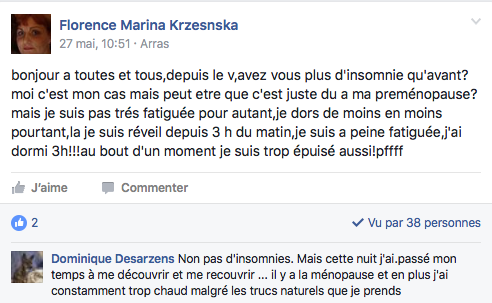 Florence Marina Krzesnska
27 mai, 10:51 · Arras
bonjour a toutes et tous,depuis le v,avez vous plus d'insomnie qu'avant?
moi c'est mon cas mais peut etre que c'est juste du a ma preménopause?
mais je suis pas trés fatiguée pour autant,je dors de moins en moins
pourtant,la je suis réveil depuis 3 h du matin,je suis a peine fatiguée,j'ai
dormi 3h!!!au bout d'un moment je suis trop épuisé aussi!pffff
J'aime Commenter
2 Vu par 38 personnes
Dominique Desarzens Non pas d'insomnies. Mais cette nuit j'ai.passé mon
temps à me découvrir et me recouvrir ... il y a la ménopause et en plus j'ai
constamment trop chaud malgré les trucs naturels que je prends